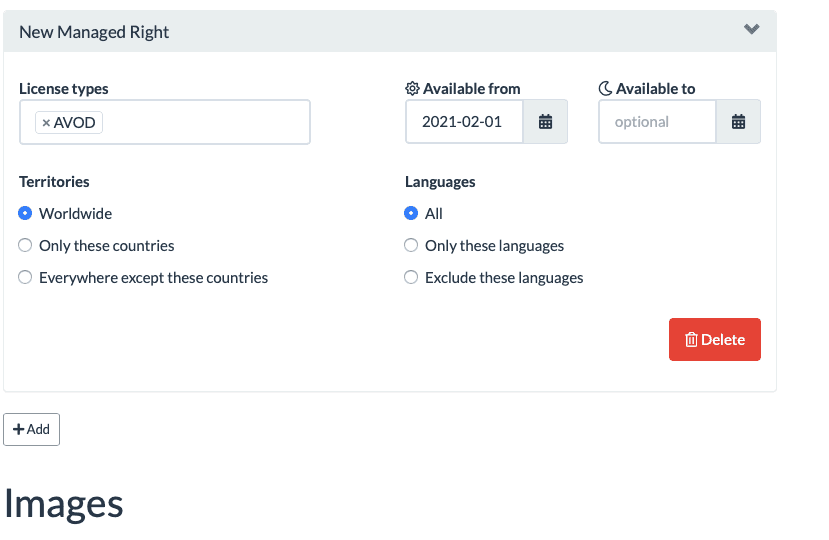 New Managed Right
License types
Available from
Available to
× AVOD
2021-02-01
optional
Territories
Languages
Worldwide
All
Only these countries
Only these languages
Everywhere except these countries
Exclude these languages
Delete
+ Add
Images